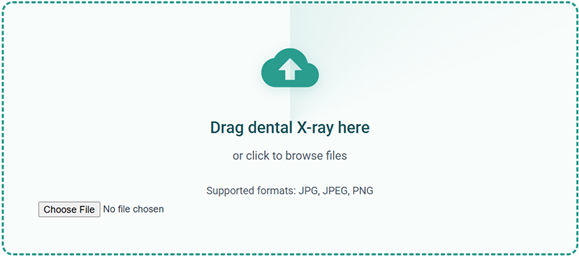 Drag dental X-ray here
or click to browse files
Supported formats: JPG, JPEG, PNG
Choose File No file chosen